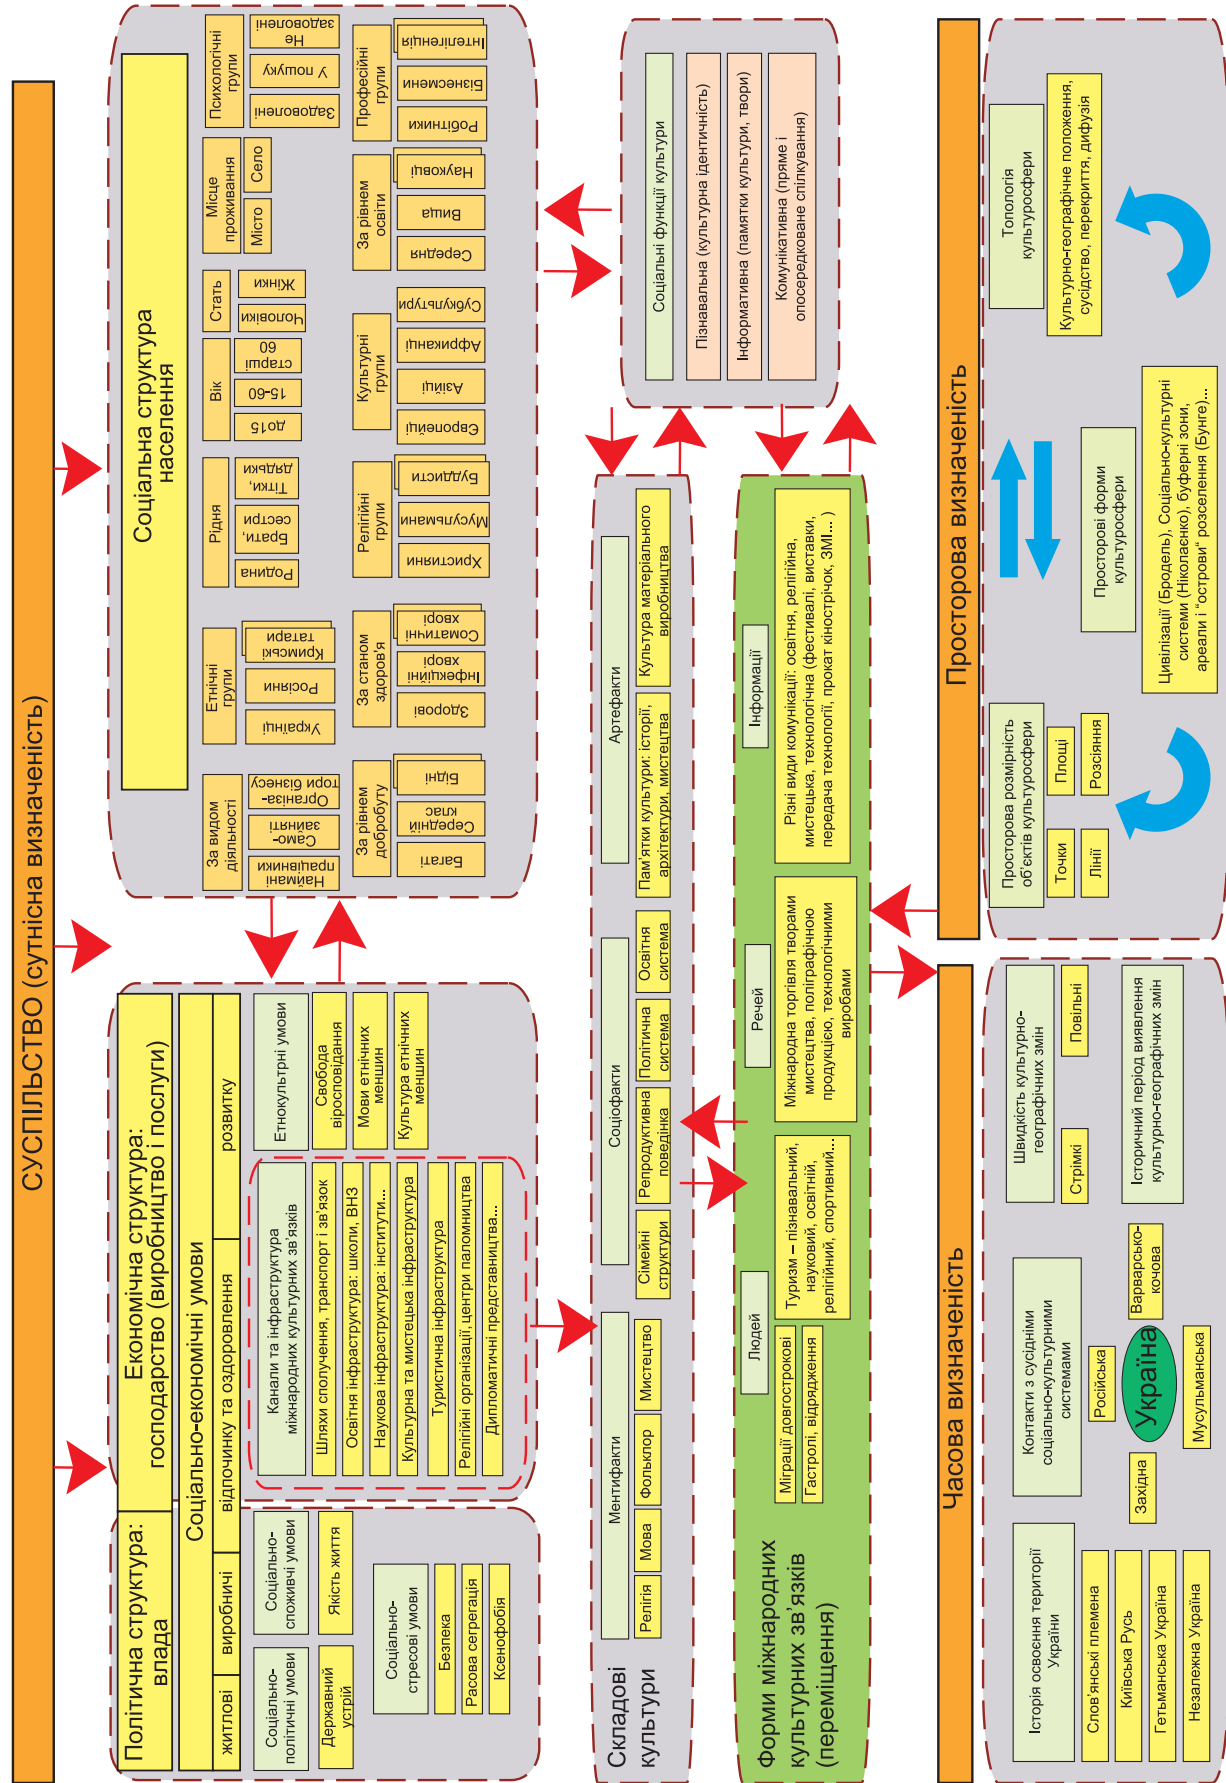 СУСПІЛЬСТВО (сутнісна визначеність)
Політична структура:
влада
Економічна структура:
господарство (виробництво і послуги)
Соціально-економічні умови
житлові
виробничі
відпочинку та оздоровлення
розвитку
Соціально-
політичні умови
Державний
устрій
Соціально-
споживчі умови
Якість життя
Соціально-
стресові умови
Безпека
Расова сегрегація
Ксенофобія
Канали та інфраструктура
міжнародних культурних зв'язків
Шляхи сполучення, транспорт і зв'язок
Освітня інфраструктура: школи, ВНЗ
Наукова інфраструктура: інститути...
Культурна та мистецька інфраструктура
Туристична інфраструктура
Релігійні організації, центри паломництва
Дипломатичні представництва...
Етнокультрні умови
Свобода
віросповідання
Мови етнічних
меншин
Культура етнічних
меншин
Соціальна структура
населення
За видом
діяльності
Наймані
працівники
Само-
зайняті
Організа-
тори бізнесу
Етнічні
групи
Українці
Росіяни
Кримські
татари
Рідня
Родина
Брати,
сестри
Тітки,
дядьки
Вік
до15
15-60
старші
60
Стать
Чоловіки
Жінки
Місце
проживання
Місто
Село
Психологічні
групи
Задоволені
У пошуку
Не
задоволені
За рівнем
добробуту
Багаті
Середній
клас
Бідні
За станом
здоров'я
Здорові
Інфекційні
хворі
Соматичні
хворі
Релігійні
групи
Християни
Мусульмани
Буддисти
Культурні
групи
Європейці
Азійці
Африканці
Субкультури
За рівнем
освіти
Середня
Вища
Науковці
Професійні
групи
Робітники
Бізнесмени
Інтелігенція
Складові
культури
Ментифакти
Релігія
Мова
Фольклор
Мистецтво
Соціофакти
Сімейні
структури
Репродуктивна
поведінка
Політична
система
Освітня
система
Артефакти
Пам'ятки культури: історії,
архітектури, мистецтва
Культура матеріального
виробництва
Соціальні функції культури
Пізнавальна (культурна ідентичність)
Інформативна (памятки культури, твори)
Комунікативна (пряме і
опосередковане спілкування)
Форми міжнародних
культурних зв'язків
(переміщення)
Людей
Міграції довгострокові
Гастролі, відрядження
Туризм – пізнавальний,
науковий, освітній,
релігійний, спортивний...
Речей
Міжнародна торгівля творами
мистецтва, поліграфічною
продукцією, технологічними
виробами
Інформації
Різні види комунікації: освітня, релігійна,
мистецька, технологічна (фестивалі, виставки,
передача технології, прокат кінострічок, ЗМІ... )
Часова визначеність
Історія освоєння території
України
Слов'янські племена
Київська Русь
Гетьманська Україна
Незалежна Україна
Контакти з сусідніми
соціально-культурними
системами
Західна
Російська
Україна
Варварсько-
кочова
Мусульманська
Швидкість культурно-
географічних змін
Стрімкі
Повільні
Історичний період виявлення
культурно-географічних змін
Просторова визначеність
Просторова розмірність
об'єктів культуросфери
Точки
Площі
Лінії
Розсіяння
Просторові форми
культуросфери
Цивілізації (Бродель), Соціально-культурні
системи (Ніколаєнко), буферні зони,
ареали і "острови" розселення (Бунге)...
Топологія
культуросфери
Культурно-географічне положення,
сусідство, перекриття, дифузія